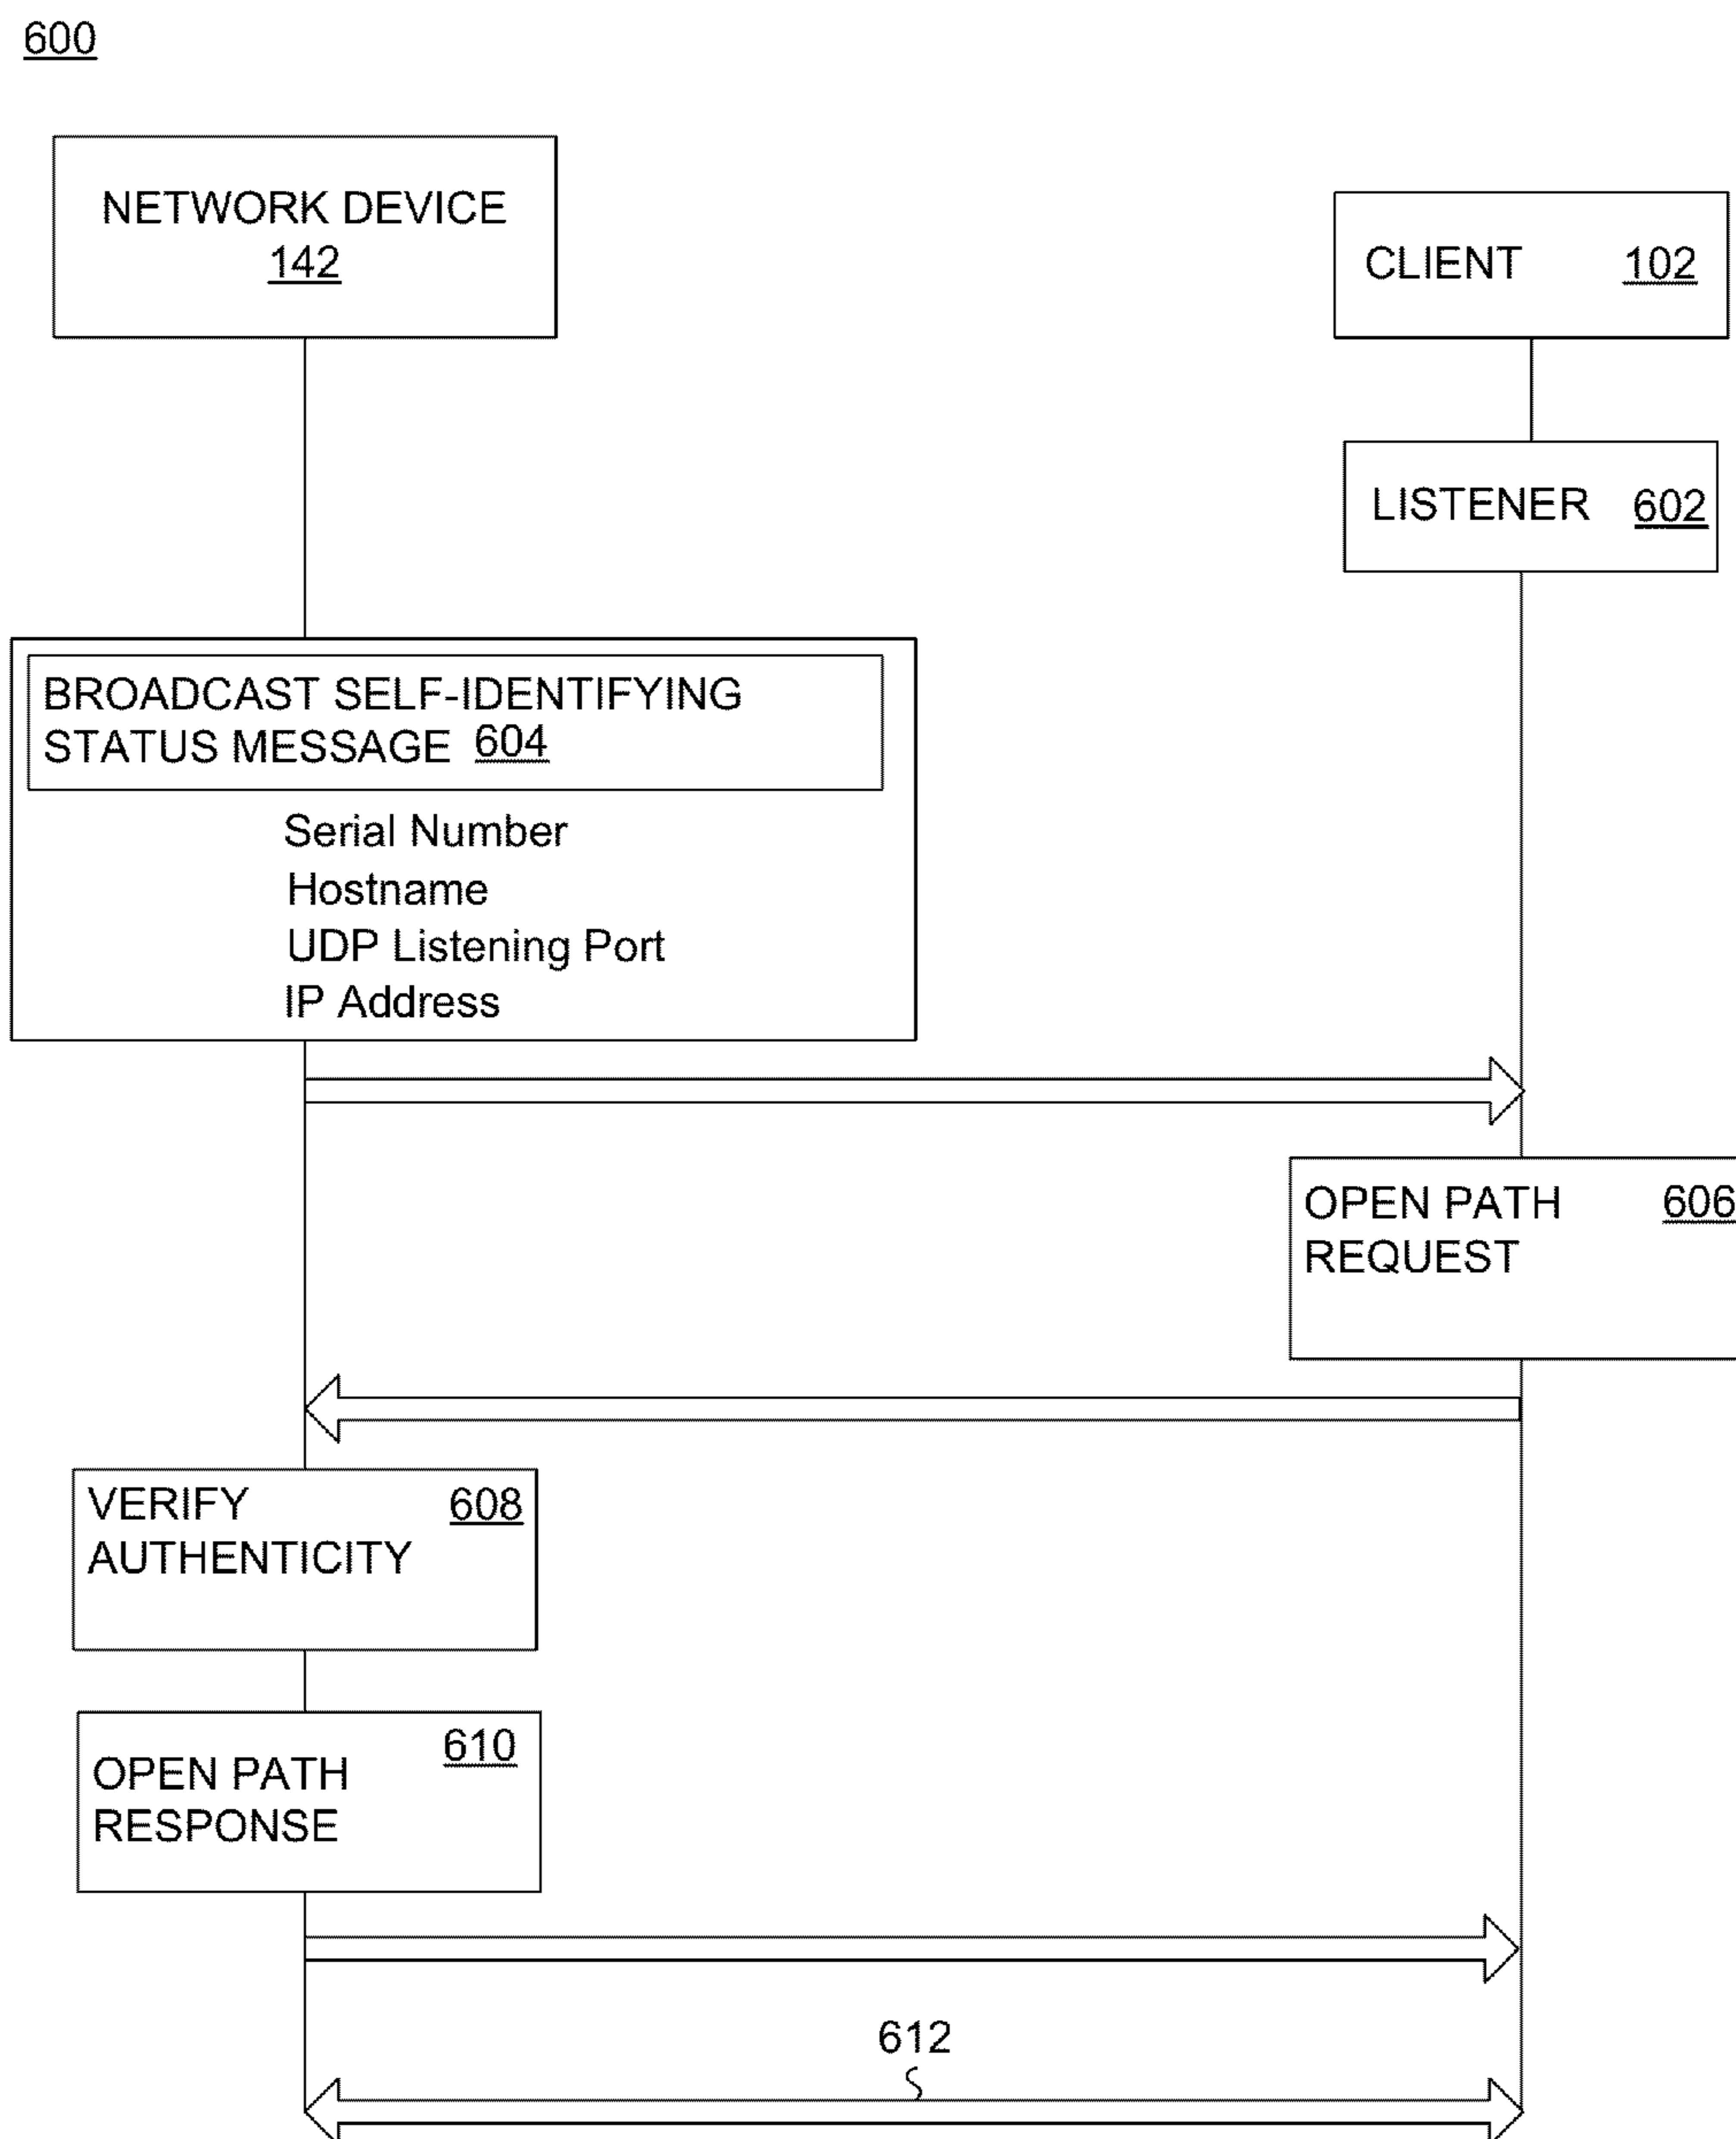 600
NETWORK DEVICE
142
CLIENT 102
LISTENER 602
BROADCAST SELF-IDENTIFYING
STATUS MESSAGE 604
Serial Number
Hostname
UDP Listening Port
IP Address
OPEN PATH 606
REQUEST
VERIFY 608
AUTHENTICITY
610
OPEN PATH
RESPONSE
612